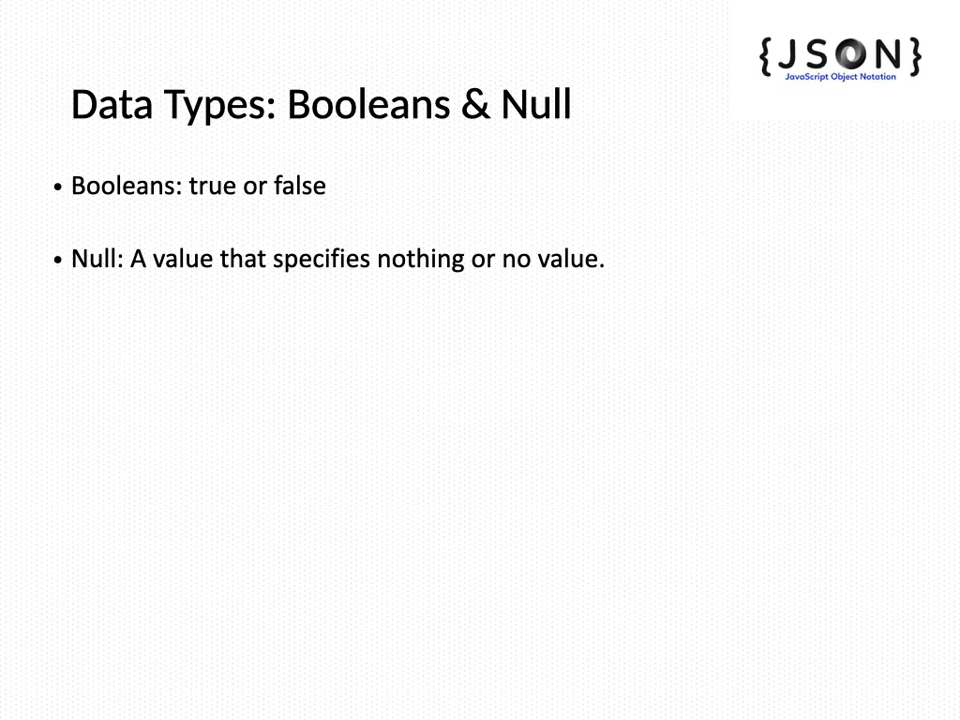 {JSON}
JavaScript Object Notation
Data Types: Booleans & Null
• Booleans: true or false
• Null: A value that specifies nothing or no value.